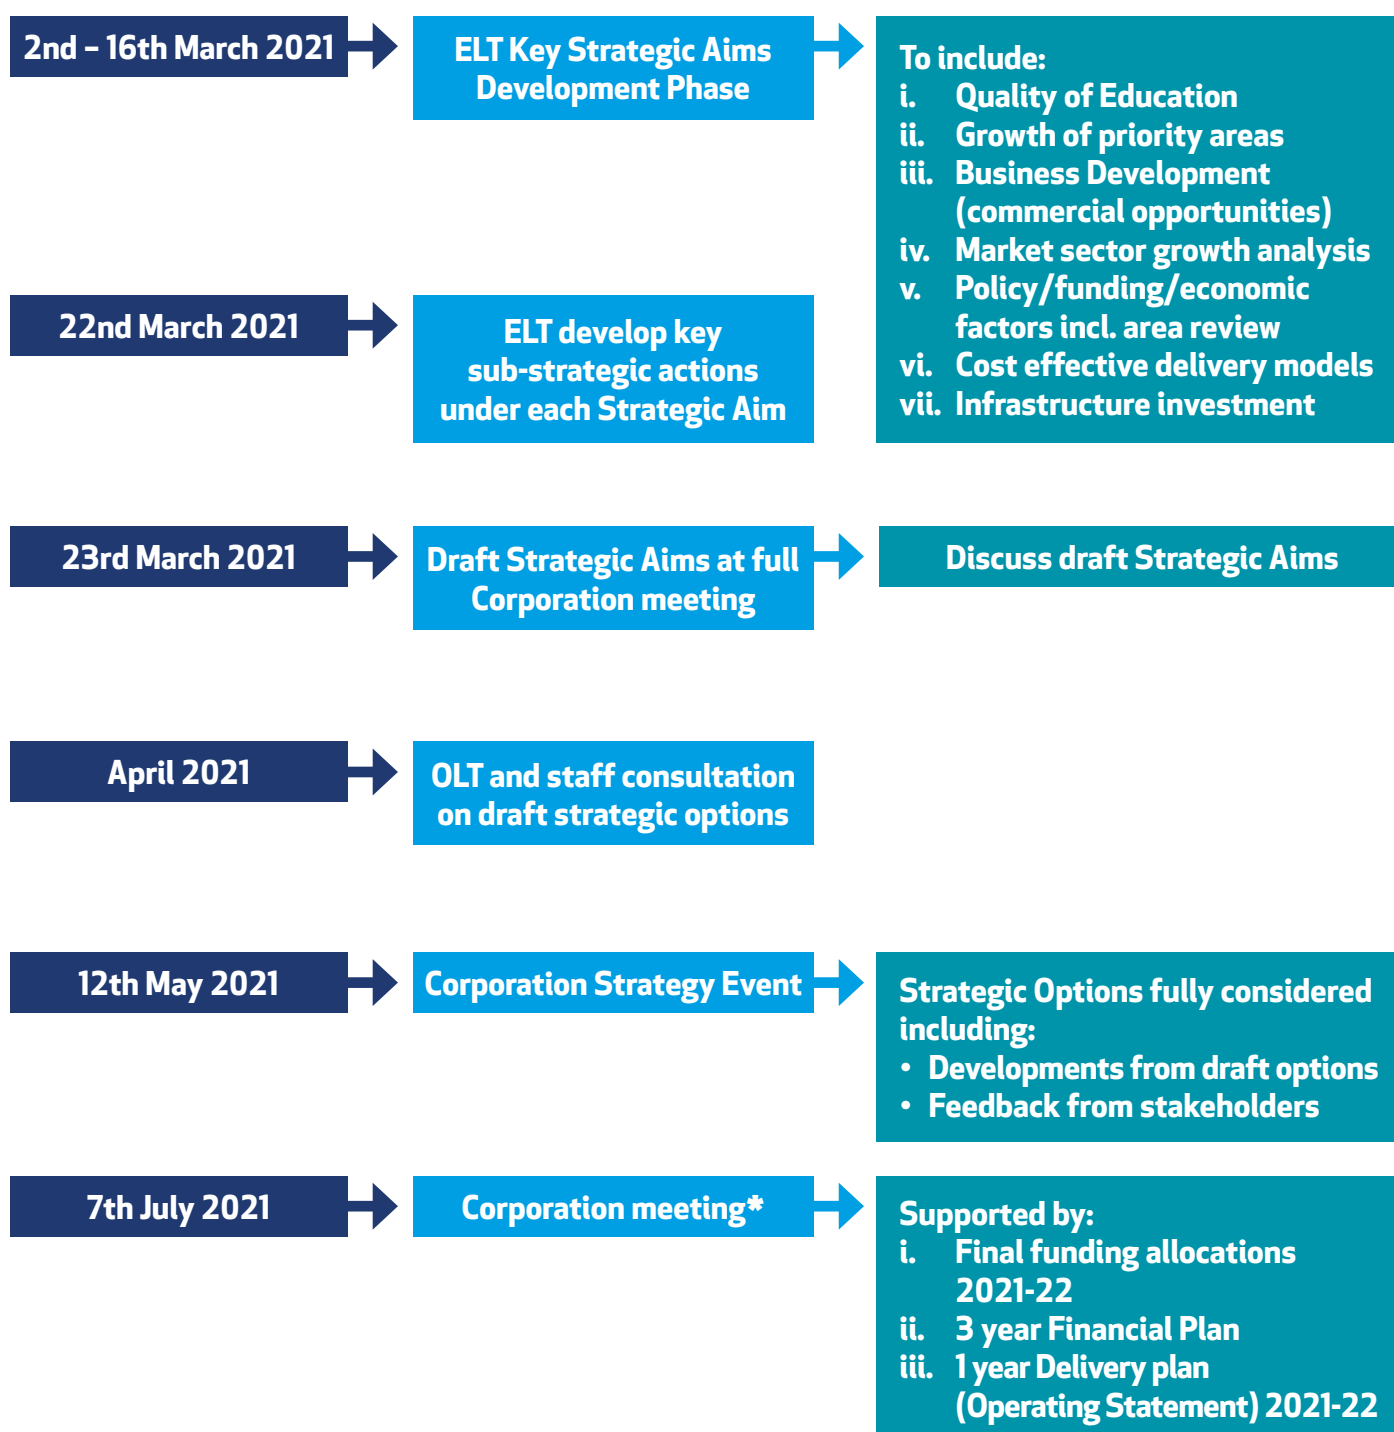 2nd – 16th March 2021
ELT Key Strategic Aims
Development Phase
To include:
i. Quality of Education
ii. Growth of priority areas
iii. Business Development
(commercial opportunities)
iv. Market sector growth analysis
v. Policy/funding/economic
factors incl. area review
vi. Cost effective delivery models
vii. Infrastructure investment
22nd March 2021
ELT develop key
sub-strategic actions
under each Strategic Aim
23rd March 2021
Draft Strategic Aims at full
Corporation meeting
Discuss draft Strategic Aims
April 2021
OLT and staff consultation
on draft strategic options
12th May 2021
Corporation Strategy Event
Strategic Options fully considered
including:
• Developments from draft options
• Feedback from stakeholders
7th July 2021
Corporation meeting*
Supported by:
i. Final funding allocations
2021-22
ii. 3 year Financial Plan
iii. 1 year Delivery plan
(Operating Statement) 2021-22